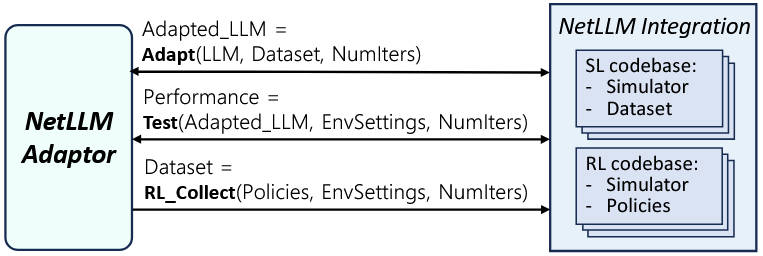 NetLLM
Adaptor
Adapted_LLM =
Adapt(LLM, Dataset, NumIters)
Performance =
Test(Adapted_LLM, EnvSettings, NumIters)
Dataset =
RL_Collect(Policies, EnvSettings, NumIters)
NetLLM Integration
SL codebase:
- Simulator
- Dataset
RL codebase:
- Simulator
- Policies